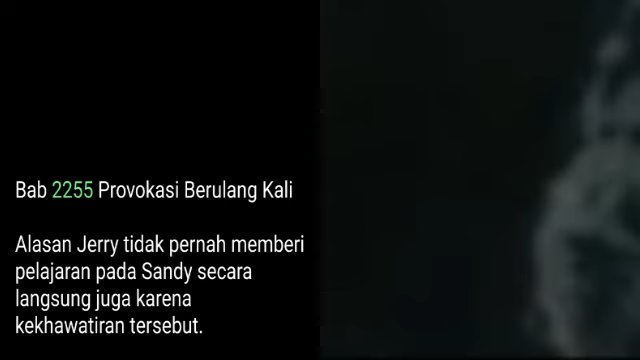 Bab 2255 Provokasi Berulang Kali
Alasan Jerry tidak pernah memberi
pelajaran pada Sandy secara
langsung juga karena
kekhawatiran tersebut.